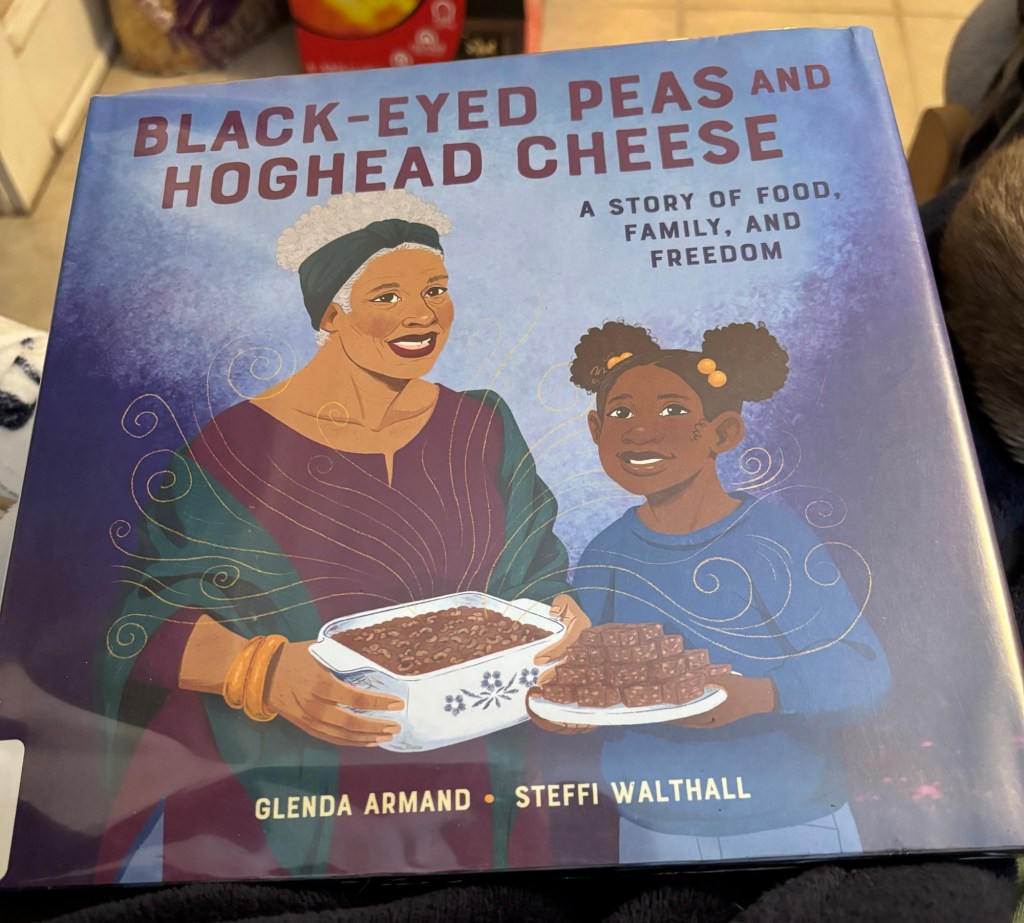 BLACK-EYED PEAS AND
HOGHEAD CHEESE
A STORY OF FOOD,
FAMILY, AND
FREEDOM
GLENDA ARMAND • STEFFI WALTHALL